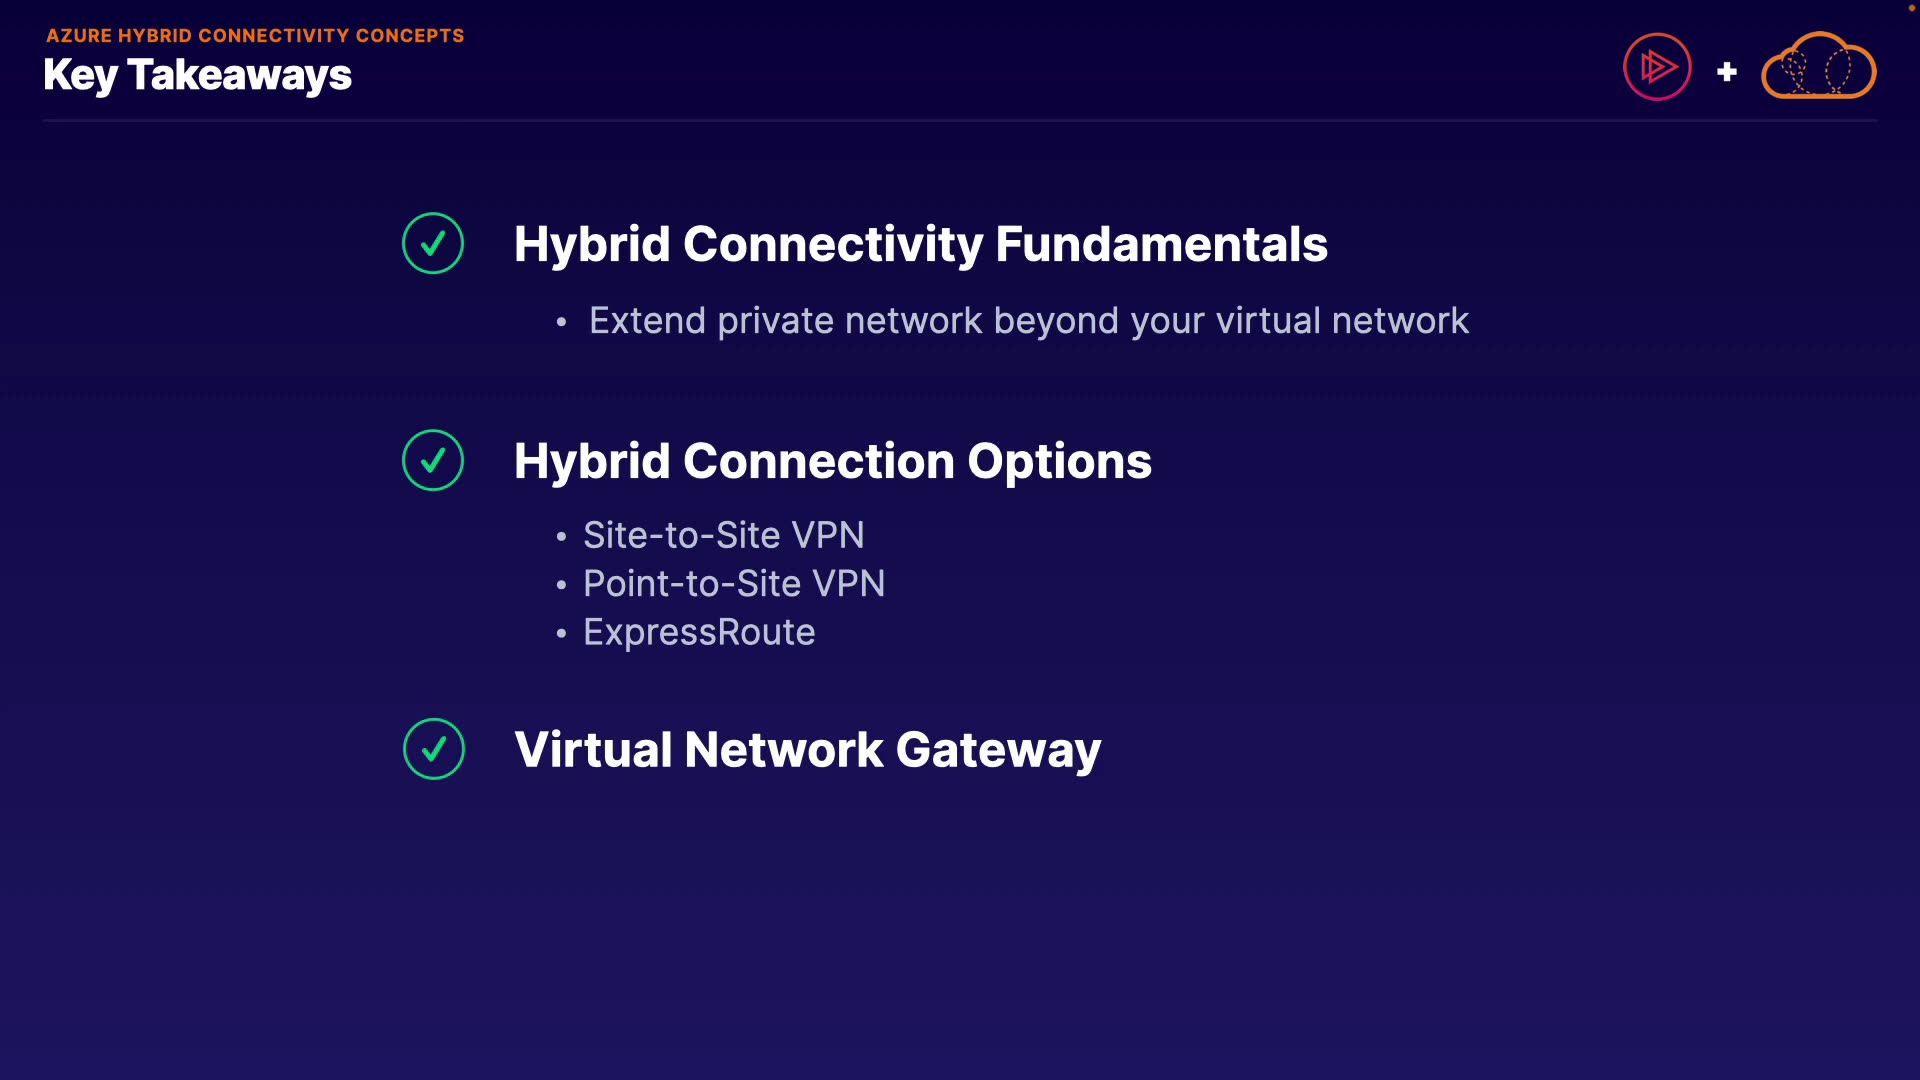 AZURE HYBRID CONNECTIVITY CONCEPTS
Key Takeaways
Hybrid Connectivity Fundamentals
• Extend private network beyond your virtual network
Hybrid Connection Options
• Site-to-Site VPN
• Point-to-Site VPN
• ExpressRoute
Virtual Network Gateway